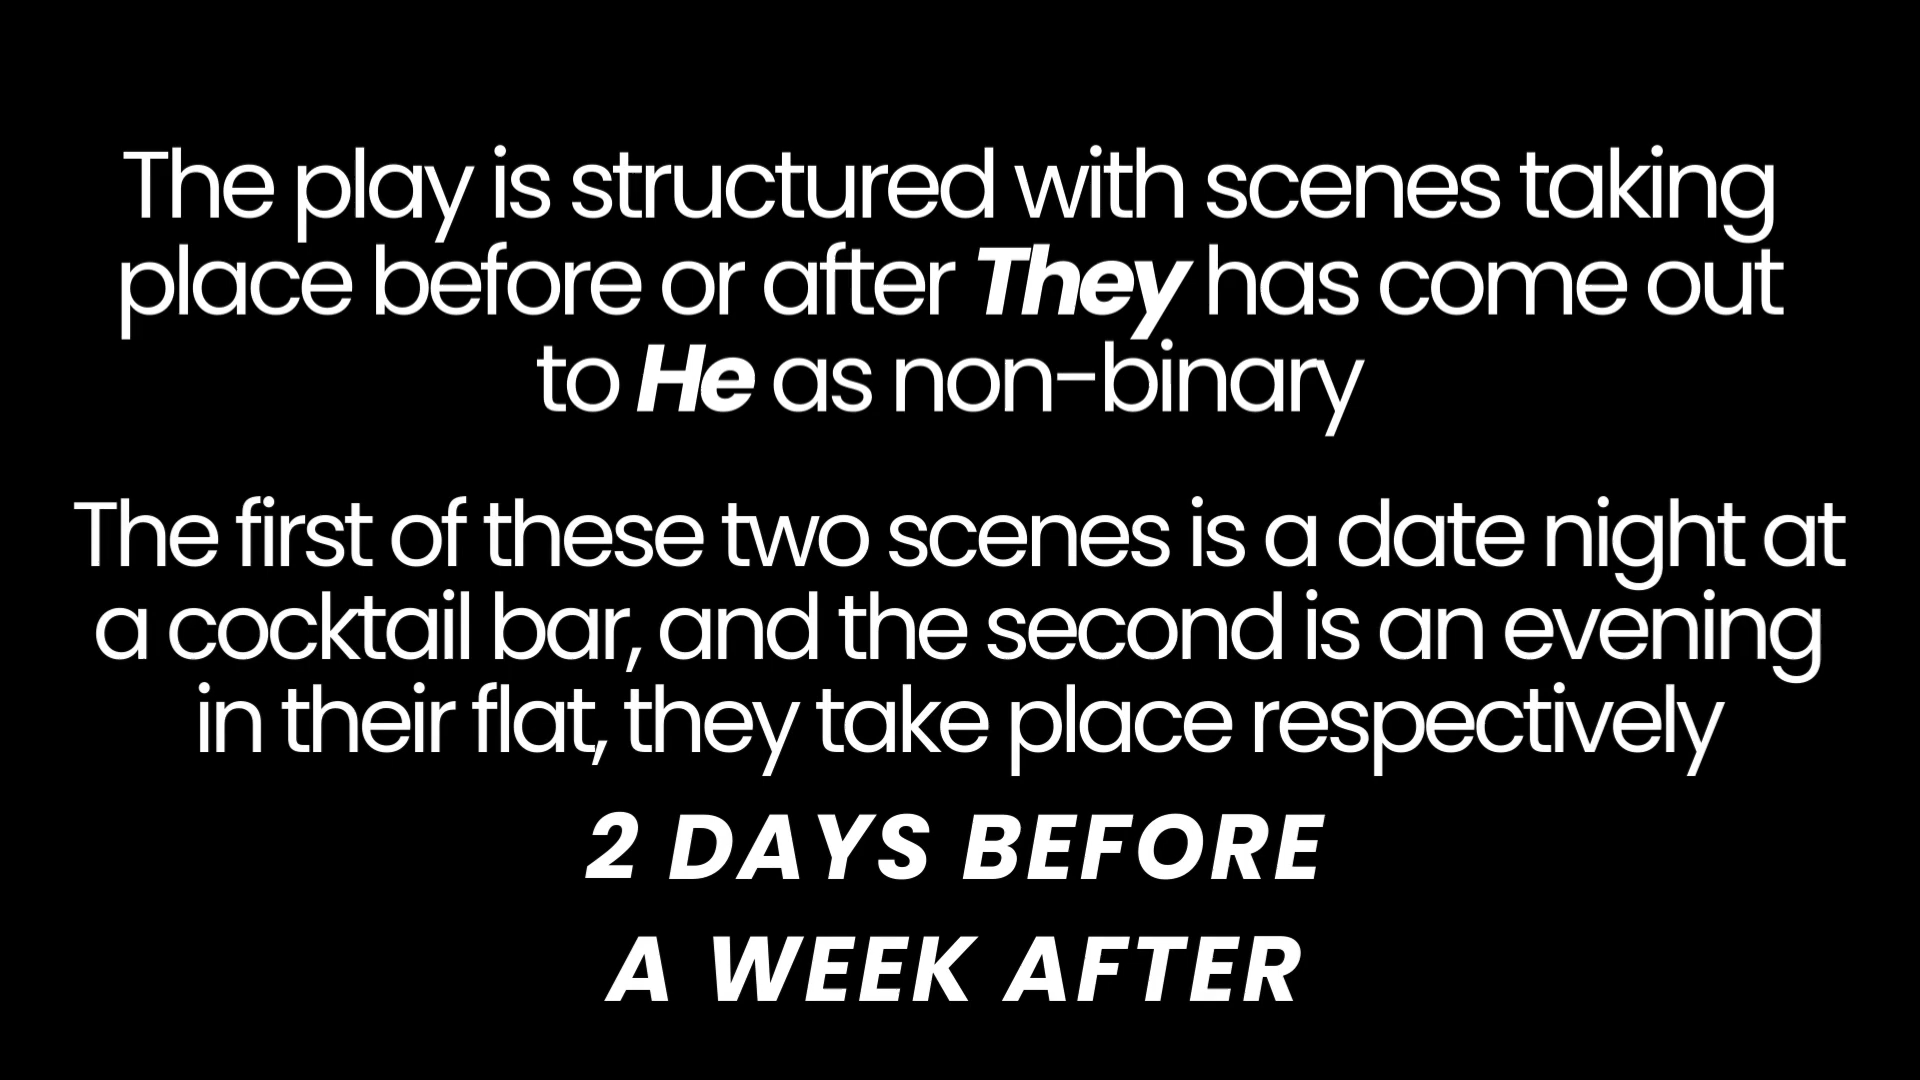 The play is structured with scenes taking
place before or after They has come out
to He as non-binary
The first of these two scenes is a date night at
a cocktail bar, and the second is an evening
in their flat, they take place respectively
2 DAYS BEFORE
A WEEK AFTER